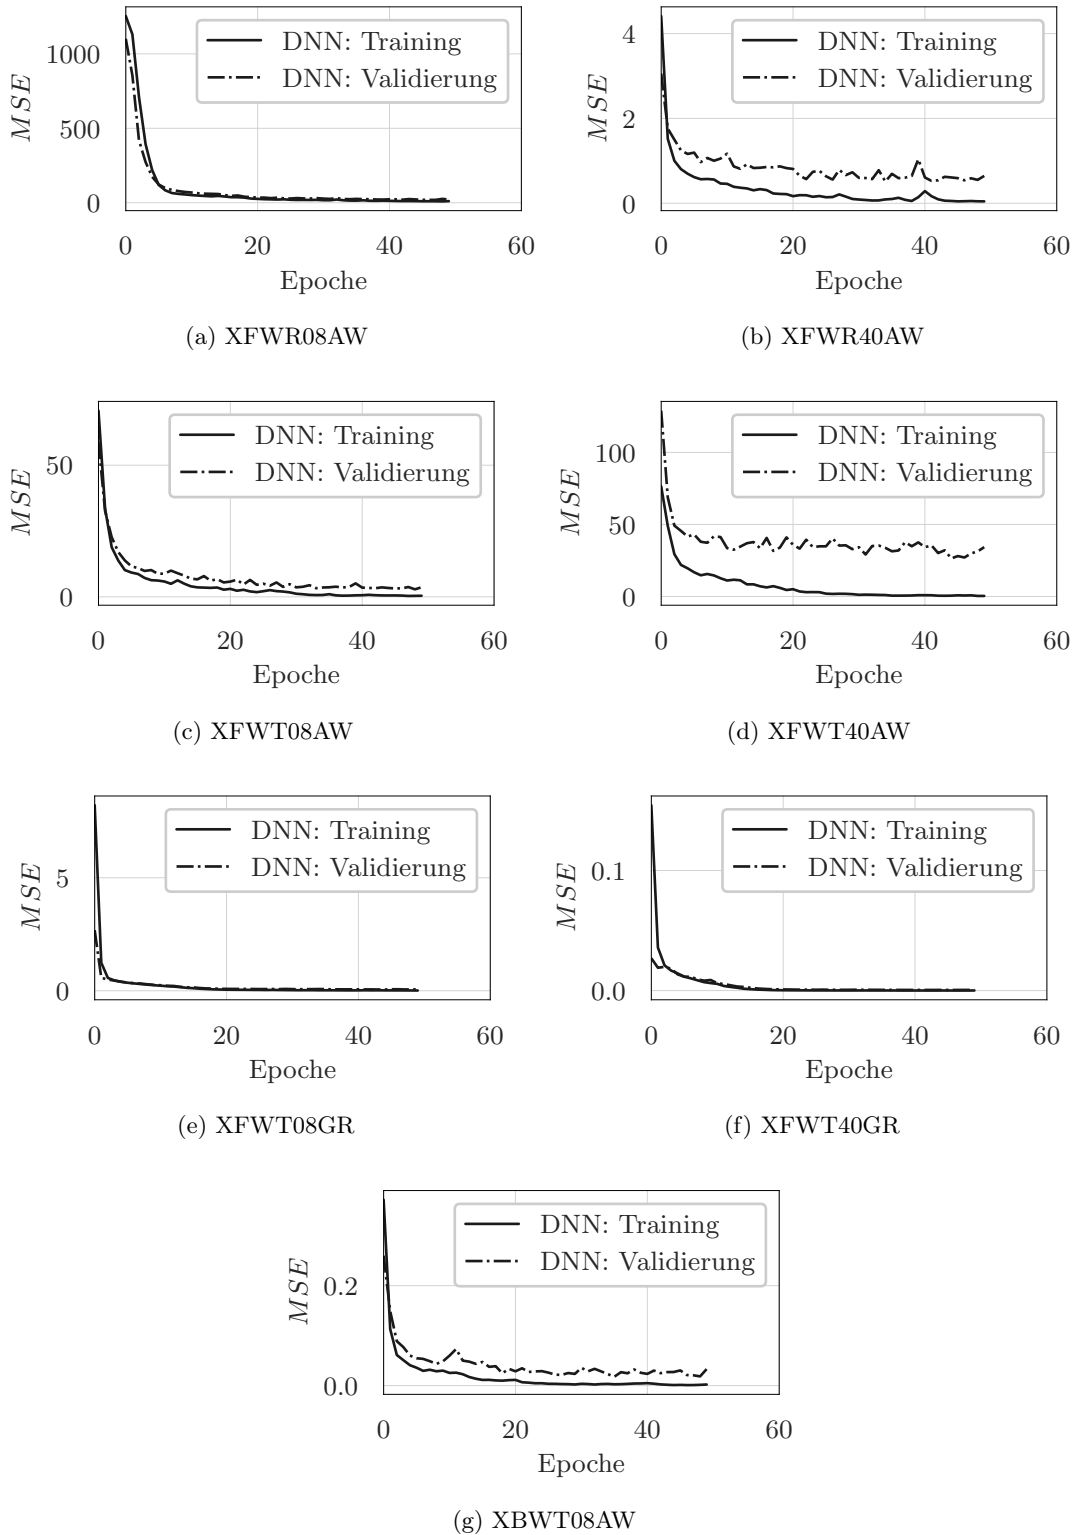 DNN: Training
DNN: Validierung
1000
500
0
MSE
0 20 40 60
Epoche
(a) XFWR08AW
DNN: Training
DNN: Validierung
4
2
0
MSE
0 20 40 60
Epoche
(b) XFWR40AW
DNN: Training
DNN: Validierung
50
0
MSE
0 20 40 60
Epoche
(c) XFWT08AW
DNN: Training
DNN: Validierung
100
50
0
MSE
0 20 40 60
Epoche
(d) XFWT40AW
DNN: Training
DNN: Validierung
5
0
MSE
0 20 40 60
Epoche
(e) XFWT08GR
DNN: Training
DNN: Validierung
0.1
0.0
MSE
0 20 40 60
Epoche
(f) XFWT40GR
DNN: Training
DNN: Validierung
0.2
0.0
MSE
0 20 40 60
Epoche
(g) XBWT08AW